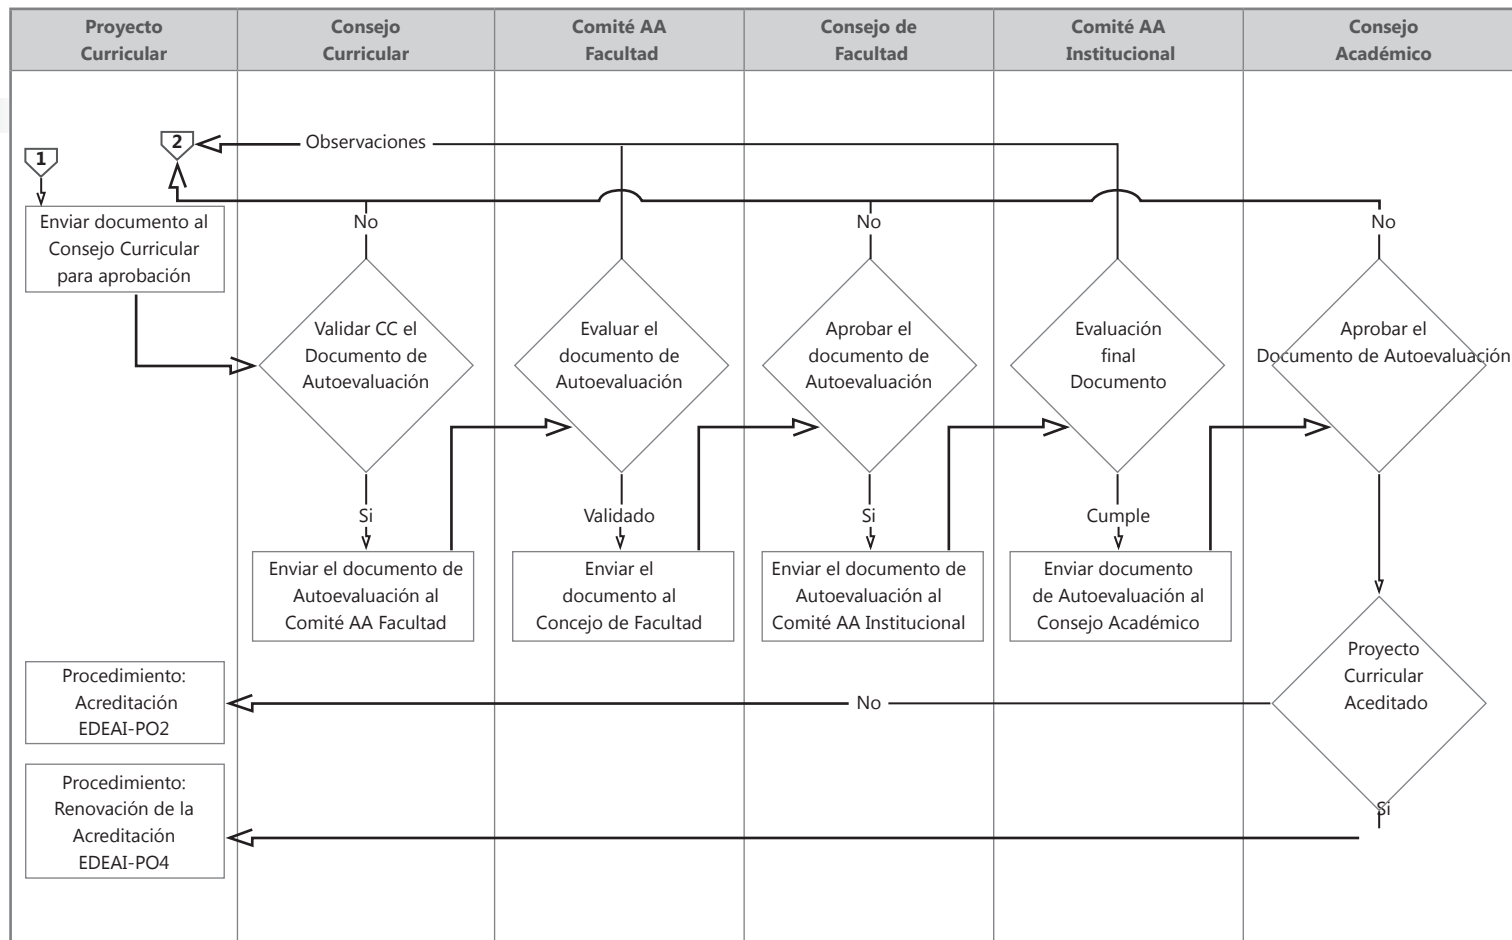 Proyecto
Curricular
Consejo
Curricular
Comité AA
Facultad
Consejo de
Facultad
Comité AA
Institucional
Consejo
Académico
1
2
Observaciones
Enviar documento al
Consejo Curricular
para aprobación
No
No
No
Validar CC el
Documento de
Autoevaluación
Evaluar el
documento de
Autoevaluación
Aprobar el
documento de
Autoevaluación
Evaluación
final
Documento
Aprobar el
Documento de Autoevaluación
Si
Validado
Si
Cumple
Enviar el documento de
Autoevaluación al
Comité AA Facultad
Enviar el
documento al
Concejo de Facultad
Enviar el documento de
Autoevaluación al
Comité AA Institucional
Enviar documento
de Autoevaluación al
Consejo Académico
Proyecto
Curricular
Aceditado
Procedimiento:
Acreditación
EDEAI-PO2
No
Procedimiento:
Renovación de la
Acreditación
EDEAI-PO4
Si